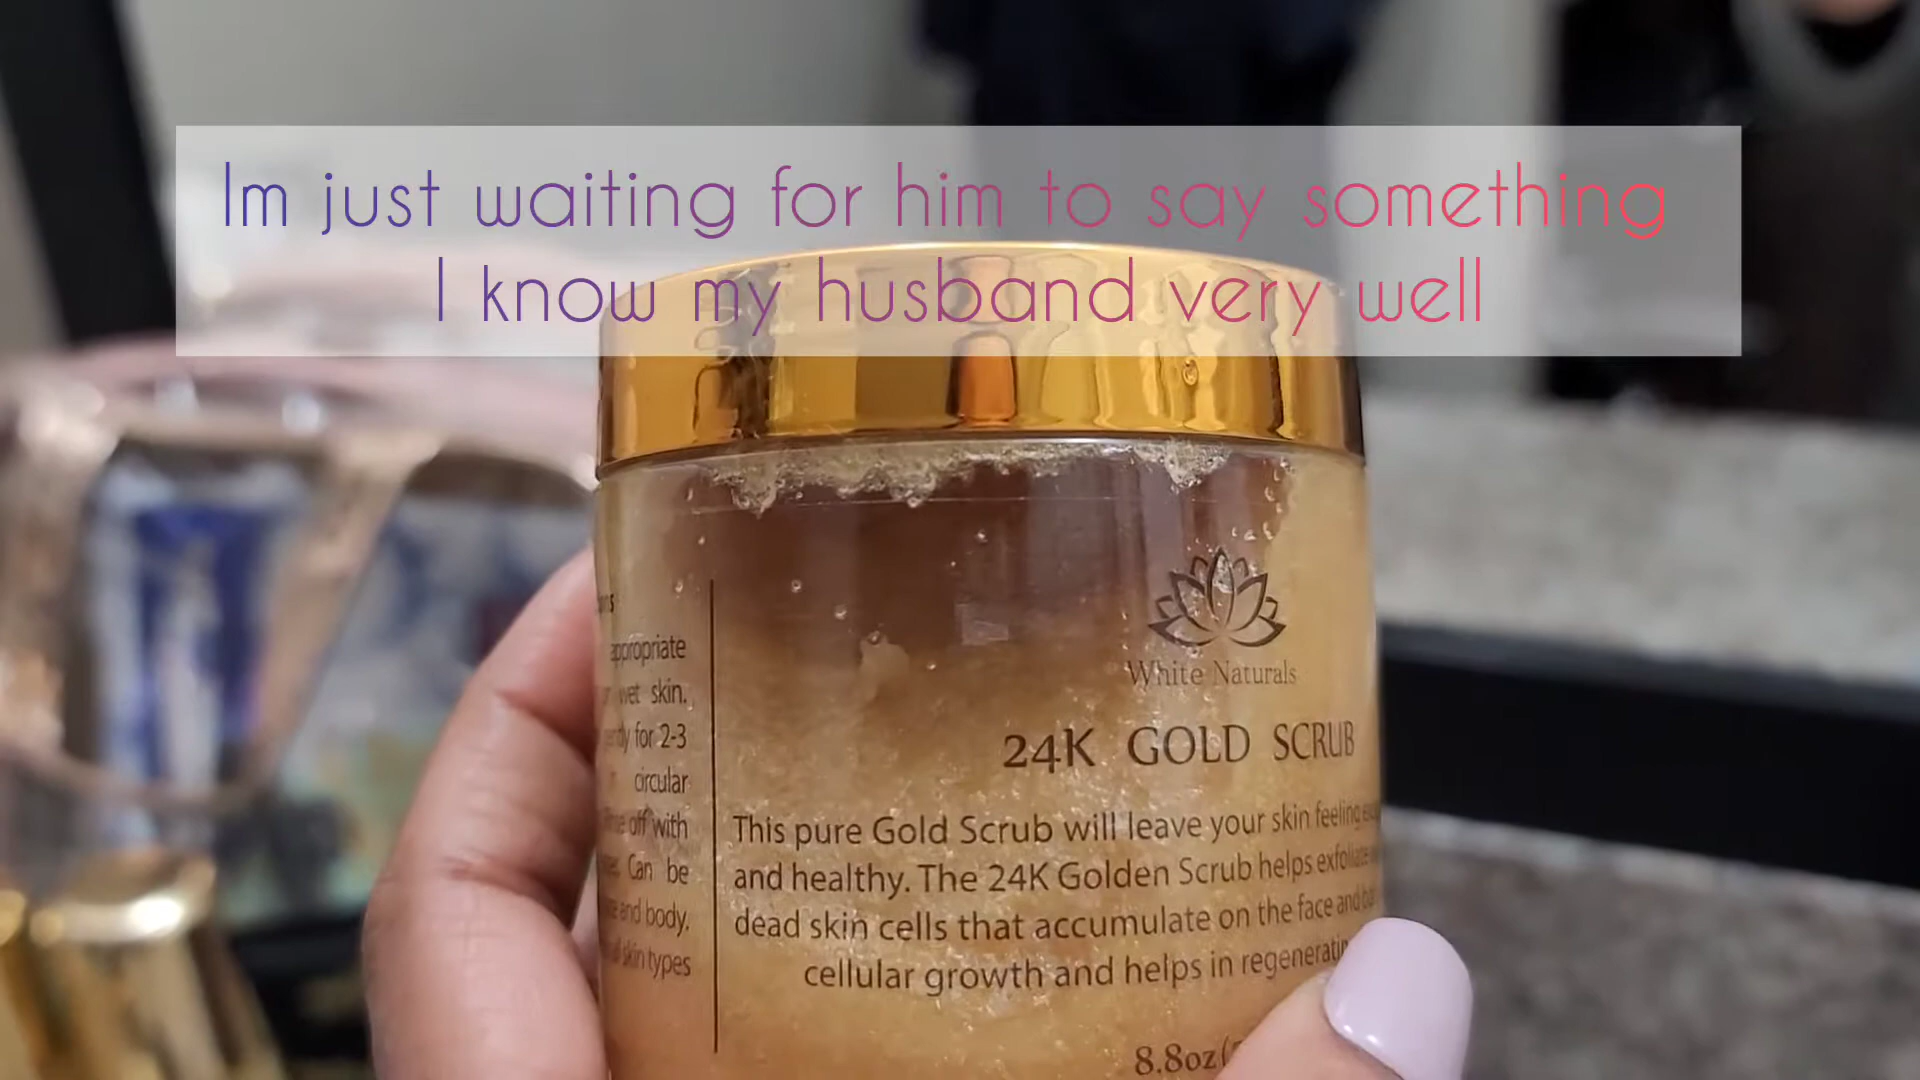 Im just waiting for him to say something
I know my husband very well
appropriate
wet skin.
for 2-3
circular
off with
Can be
and body.
skin types
White Naturals
24K GOLD SCRUB
This pure Gold Scrub will leave your skin feeling
and healthy. The 24K Golden Scrub helps exfoliate
dead skin cells that accumulate on the face and
cellular growth and helps in
8.8oz